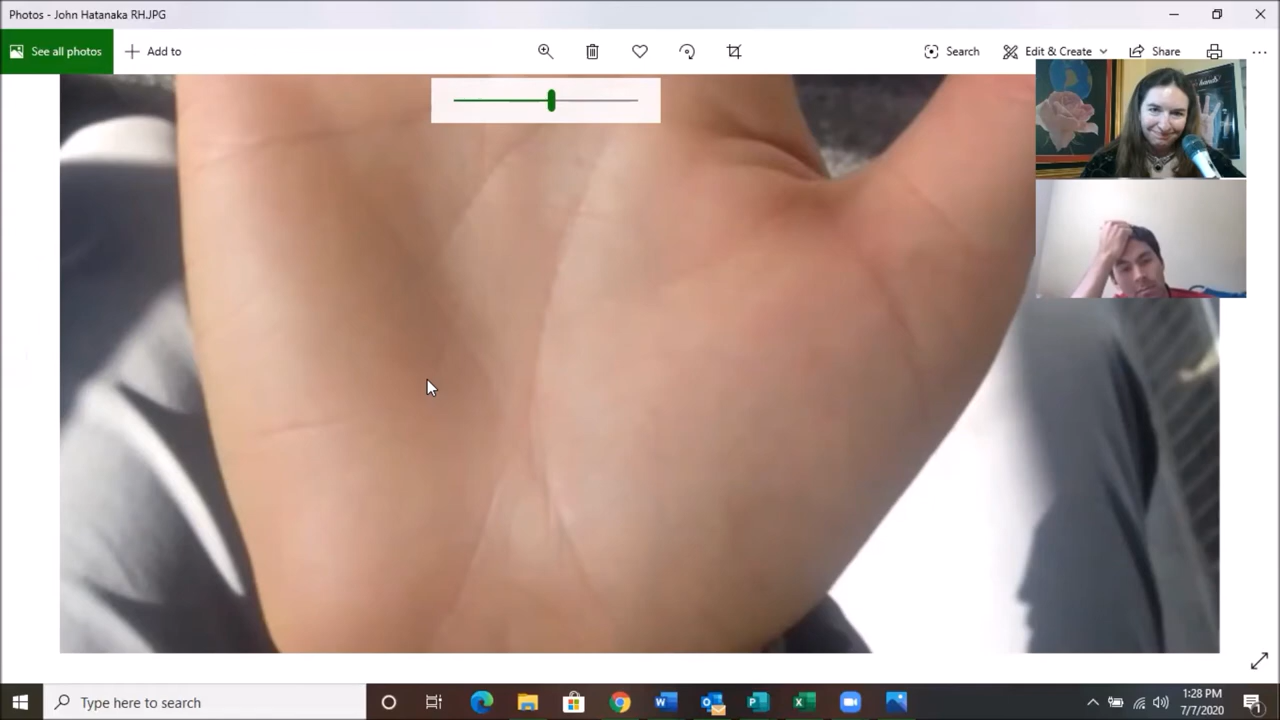 Photos - John Hatanaka RH.JPG
See all photos
Add to
Search
Edit & Create
Share
hands
Type here to search
1:28 PM
7/7/2020